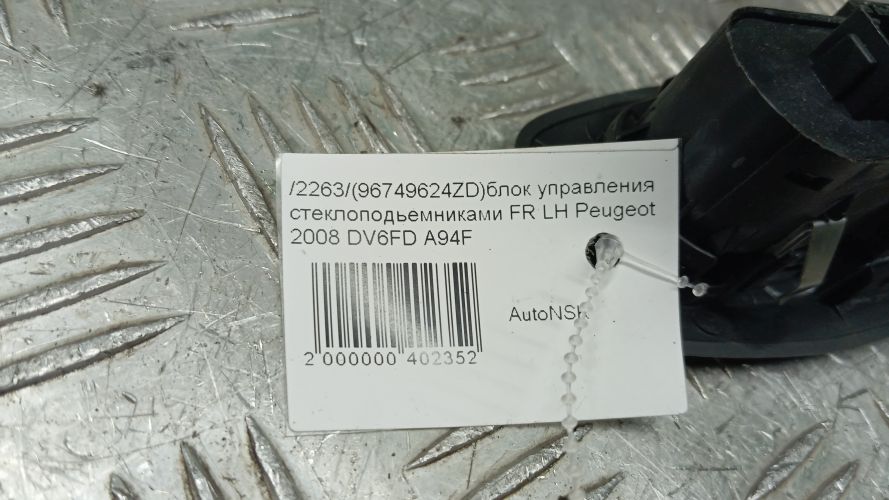 /2263/(96749624ZD)блок управления
стеклоподьемниками FR LH Peugeot
2008 DV6FD A94F
AutoNSK
2 000000 402352